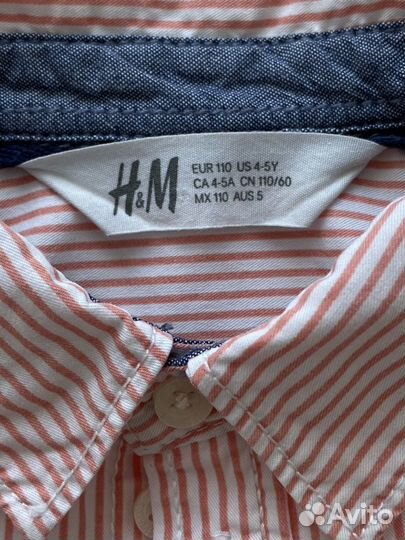 H&M
EUR 110 US 4-5Y
CA 4-5A CN 110/60
MX 110 AUS 5
Avito